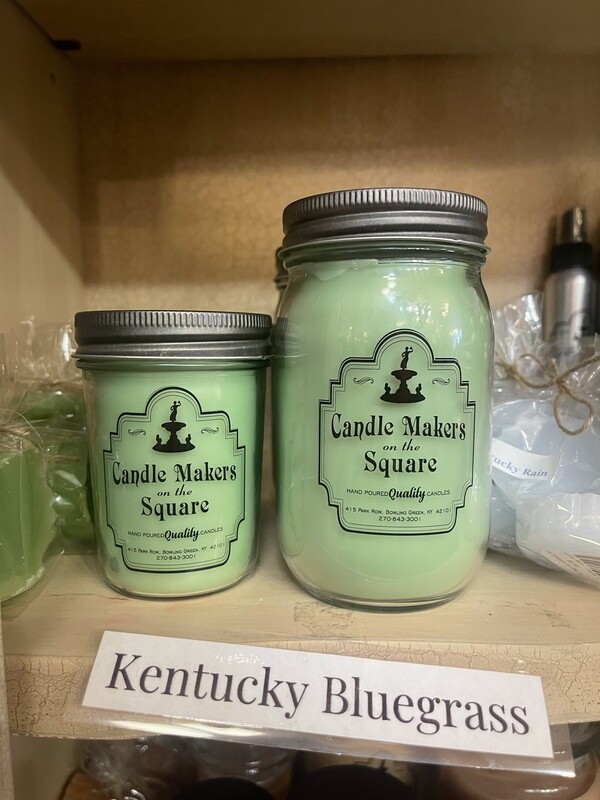 Candle Makers
on the
Square
HAND POURED Quality CANDLES
415 Park Row, Bowling Green, KY 42101
270-843-3001
Candle Makers
on the
Square
HAND POURED Quality CANDLES
415 Park Row, Bowling Green, KY 42101
270-843-3001
ucky Rain
Kentucky Bluegrass